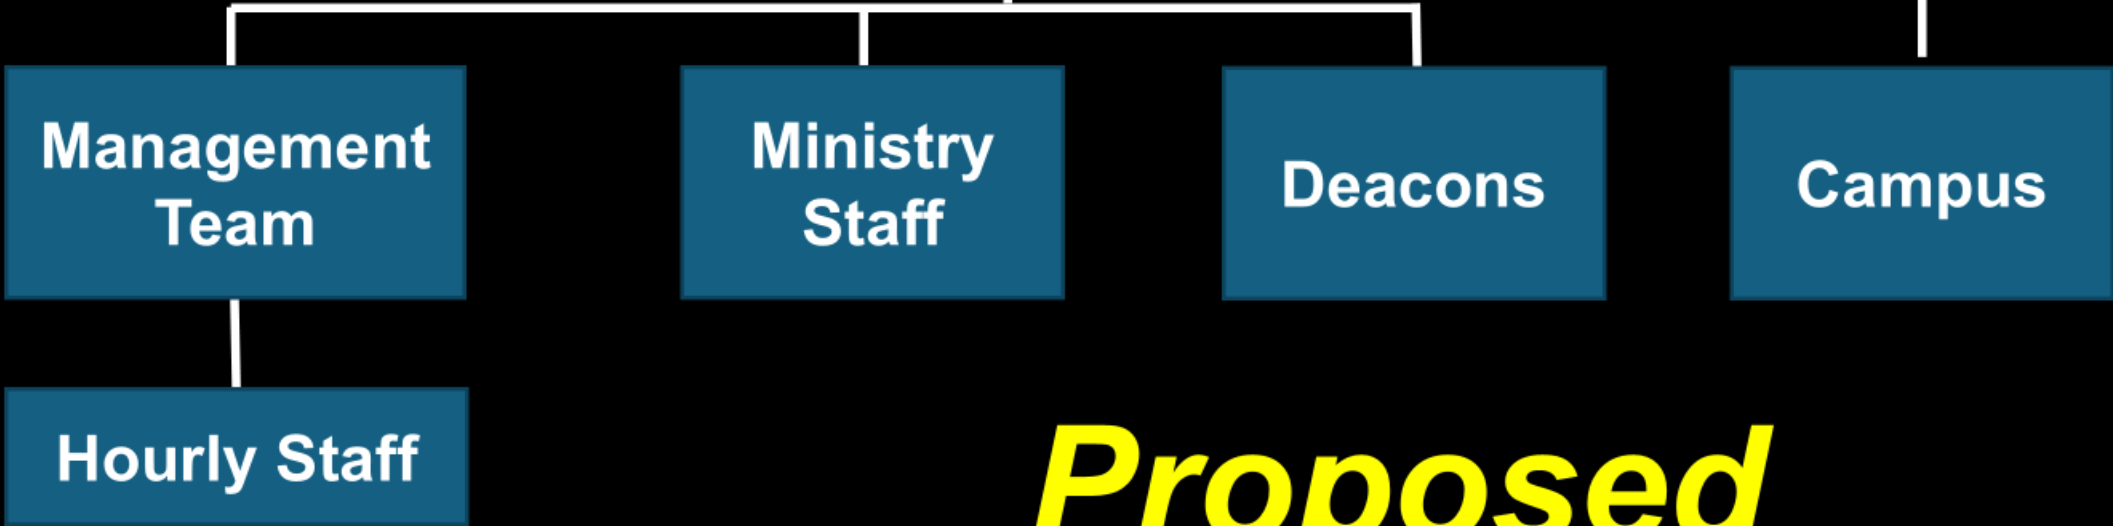 Management
Team
Ministry
Staff
Deacons
Campus
Hourly Staff
Proposed